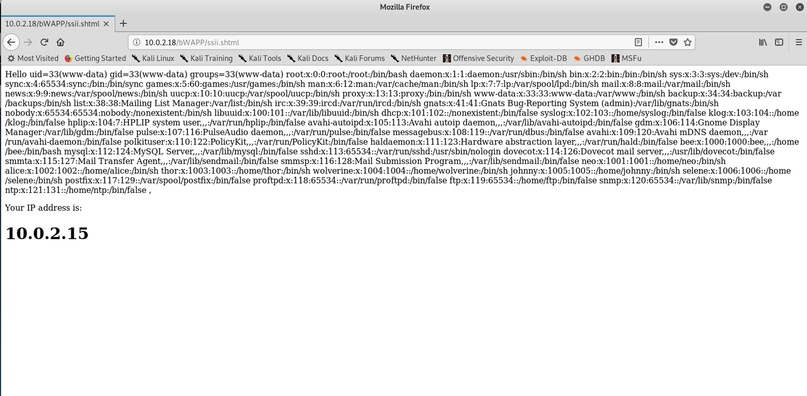 Mozilla Firefox
10.0.2.18/bWAPP/ssii.shtml
10.0.2.18/bWAPP/ssii.shtml
Most Visited Getting Started Kali Linux Kali Training Kali Tools Kali Docs Kali Forums NetHunter Offensive Security Exploit-DB GHDB MSFu
Hello uid=33(www-data) gid=33(www-data) groups=33(www-data) root:x:0:0:root:/root:/bin/bash daemon:x:1:1:daemon:/usr/sbin:/bin/sh bin:x:2:2:bin:/bin:/bin/sh sys:x:3:3:sys:/dev:/bin/sh
sync:x:4:65534:sync:/bin:/bin/sync games:x:5:60:games:/usr/games:/bin/sh man:x:6:12:man:/var/cache/man:/bin/sh lp:x:7:7:lp:/var/spool/lpd:/bin/sh mail:x:8:8:mail:/var/mail:/bin/sh
news:x:9:9:news:/var/spool/news:/bin/sh uucp:x:10:10:uucp:/var/spool/uucp:/bin/sh proxy:x:13:13:proxy:/bin:/bin/sh www-data:x:33:33:www-data:/var/www:/bin/sh backup:x:34:34:backup:/var
/backups:/bin/sh list:x:38:38:Mailing List Manager:/var/list:/bin/sh irc:x:39:39:ircd:/var/run/ircd:/bin/sh gnats:x:41:41:Gnats Bug-Reporting System (admin):/var/lib/gnats:/bin/sh
nobody:x:65534:65534:nobody:/nonexistent:/bin/sh libuuid:x:100:101::/var/lib/libuuid:/bin/sh dhcp:x:101:102::/nonexistent:/bin/false syslog:x:102:103::/home/syslog:/bin/false klog:x:103:104::/home
/klog:/bin/false hplip:x:104:7:HPLIP system user,,,:/var/run/hplip:/bin/false avahi-autoipd:x:105:113:Avahi autoip daemon,,,:/var/lib/avahi-autoipd:/bin/false gdm:x:106:114:Gnome Display
Manager:/var/lib/gdm:/bin/false pulse:x:107:116:PulseAudio daemon,,,:/var/run/pulse:/bin/false messagebus:x:108:119::/var/run/dbus:/bin/false avahi:x:109:120:Avahi mDNS daemon,,,:/var
/run/avahi-daemon:/bin/false polkituser:x:110:122:PolicyKit,,,:/var/run/PolicyKit:/bin/false haldaemon:x:111:123:Hardware abstraction layer,,,:/var/run/hald:/bin/false bee:x:1000:1000:bee,,,:/home
/bee:/bin/bash mysql:x:112:124:MySQL Server,,,:/var/lib/mysql:/bin/false sshd:x:113:65534::/var/run/sshd:/usr/sbin/nologin dovecot:x:114:126:Dovecot mail server,,,:/usr/lib/dovecot:/bin/false
smmta:x:115:127:Mail Transfer Agent,,,:/var/lib/sendmail:/bin/false smmsp:x:116:128:Mail Submission Program,,,:/var/lib/sendmail:/bin/false neo:x:1001:1001::/home/neo:/bin/sh
alice:x:1002:1002::/home/alice:/bin/sh thor:x:1003:1003::/home/thor:/bin/sh wolverine:x:1004:1004::/home/wolverine:/bin/sh johnny:x:1005:1005::/home/johnny:/bin/sh selene:x:1006:1006::/home
/selene:/bin/sh postfix:x:117:129::/var/spool/postfix:/bin/false proftpd:x:118:65534::/var/run/proftpd:/bin/false ftp:x:119:65534::/home/ftp:/bin/false snmp:x:120:65534::/var/lib/snmp:/bin/false
ntp:x:121:131::/home/ntp:/bin/false ,
Your IP address is:
10.0.2.15